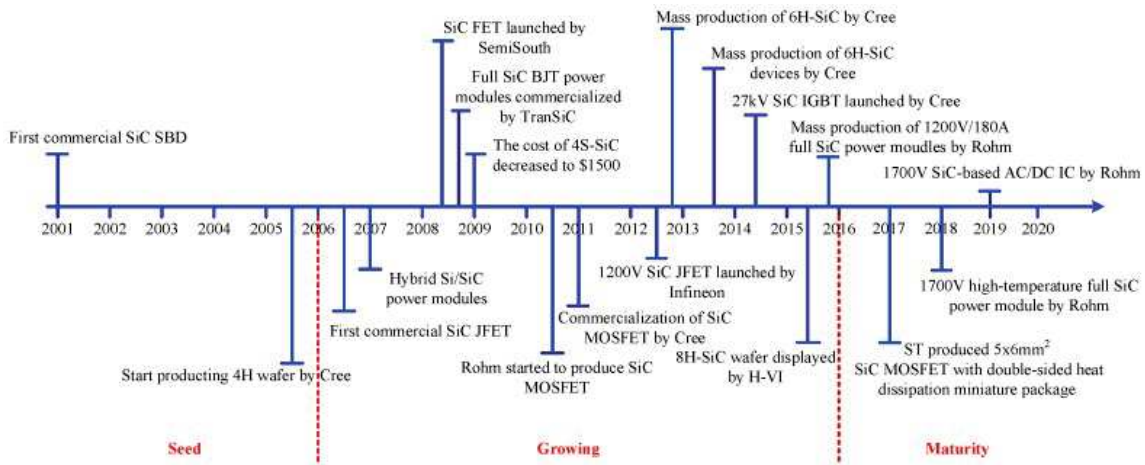 Mass production of 6H-SiC by Cree
SiC FET launched by
SemiSouth
Mass production of 6H-SiC
devices by Cree
Full SiC BJT power
modules commercialized
by TranSiC
27kV SiC IGBT launched by Cree
Mass production of 1200V/180A
full SiC power moudles by Rohm
First commercial SiC SBD
The cost of 4S-SiC
decreased to $1500
1700V SiC-based AC/DC IC by Rohm
2001 2002 2003 2004 2005 2006 2007 2008 2009 2010 2011 2012 2013 2014 2015 2016 2017 2018 2019 2020
Hybrid Si/SiC
power modules
1200V SiC JFET launched by
Infineon
1700V high-temperature full SiC
power module by Rohm
First commercial SiC JFET
Commercialization of SiC
MOSFET by Cree
Start producting 4H wafer by Cree
Rohm started to produce SiC
MOSFET
8H-SiC wafer displayed
by H-VI
ST produced 5x6mm²
SiC MOSFET with double-sided heat
dissipation miniature package
Seed
Growing
Maturity